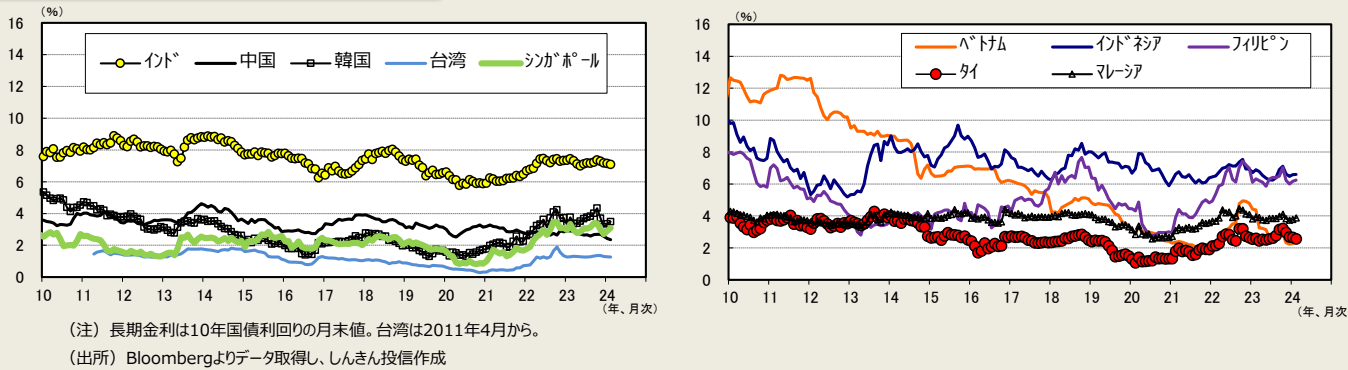 (%)
16
14
12
10
8
6
4
2
0
インド 中国 韓国 台湾 シンガポール
10 11 12 13 14 15 16 17 18 19 20 21 22 23 24
(年、月次)
(%)
16
14
12
10
8
6
4
2
0
ベトナム インドネシア フィリピン
タイ マレーシア
10 11 12 13 14 15 16 17 18 19 20 21 22 23 24
(年、月次)
(注) 長期金利は10年国債利回りの月末値。台湾は2011年4月から。
(出所) Bloombergよりデータ取得し、しんきん投信作成